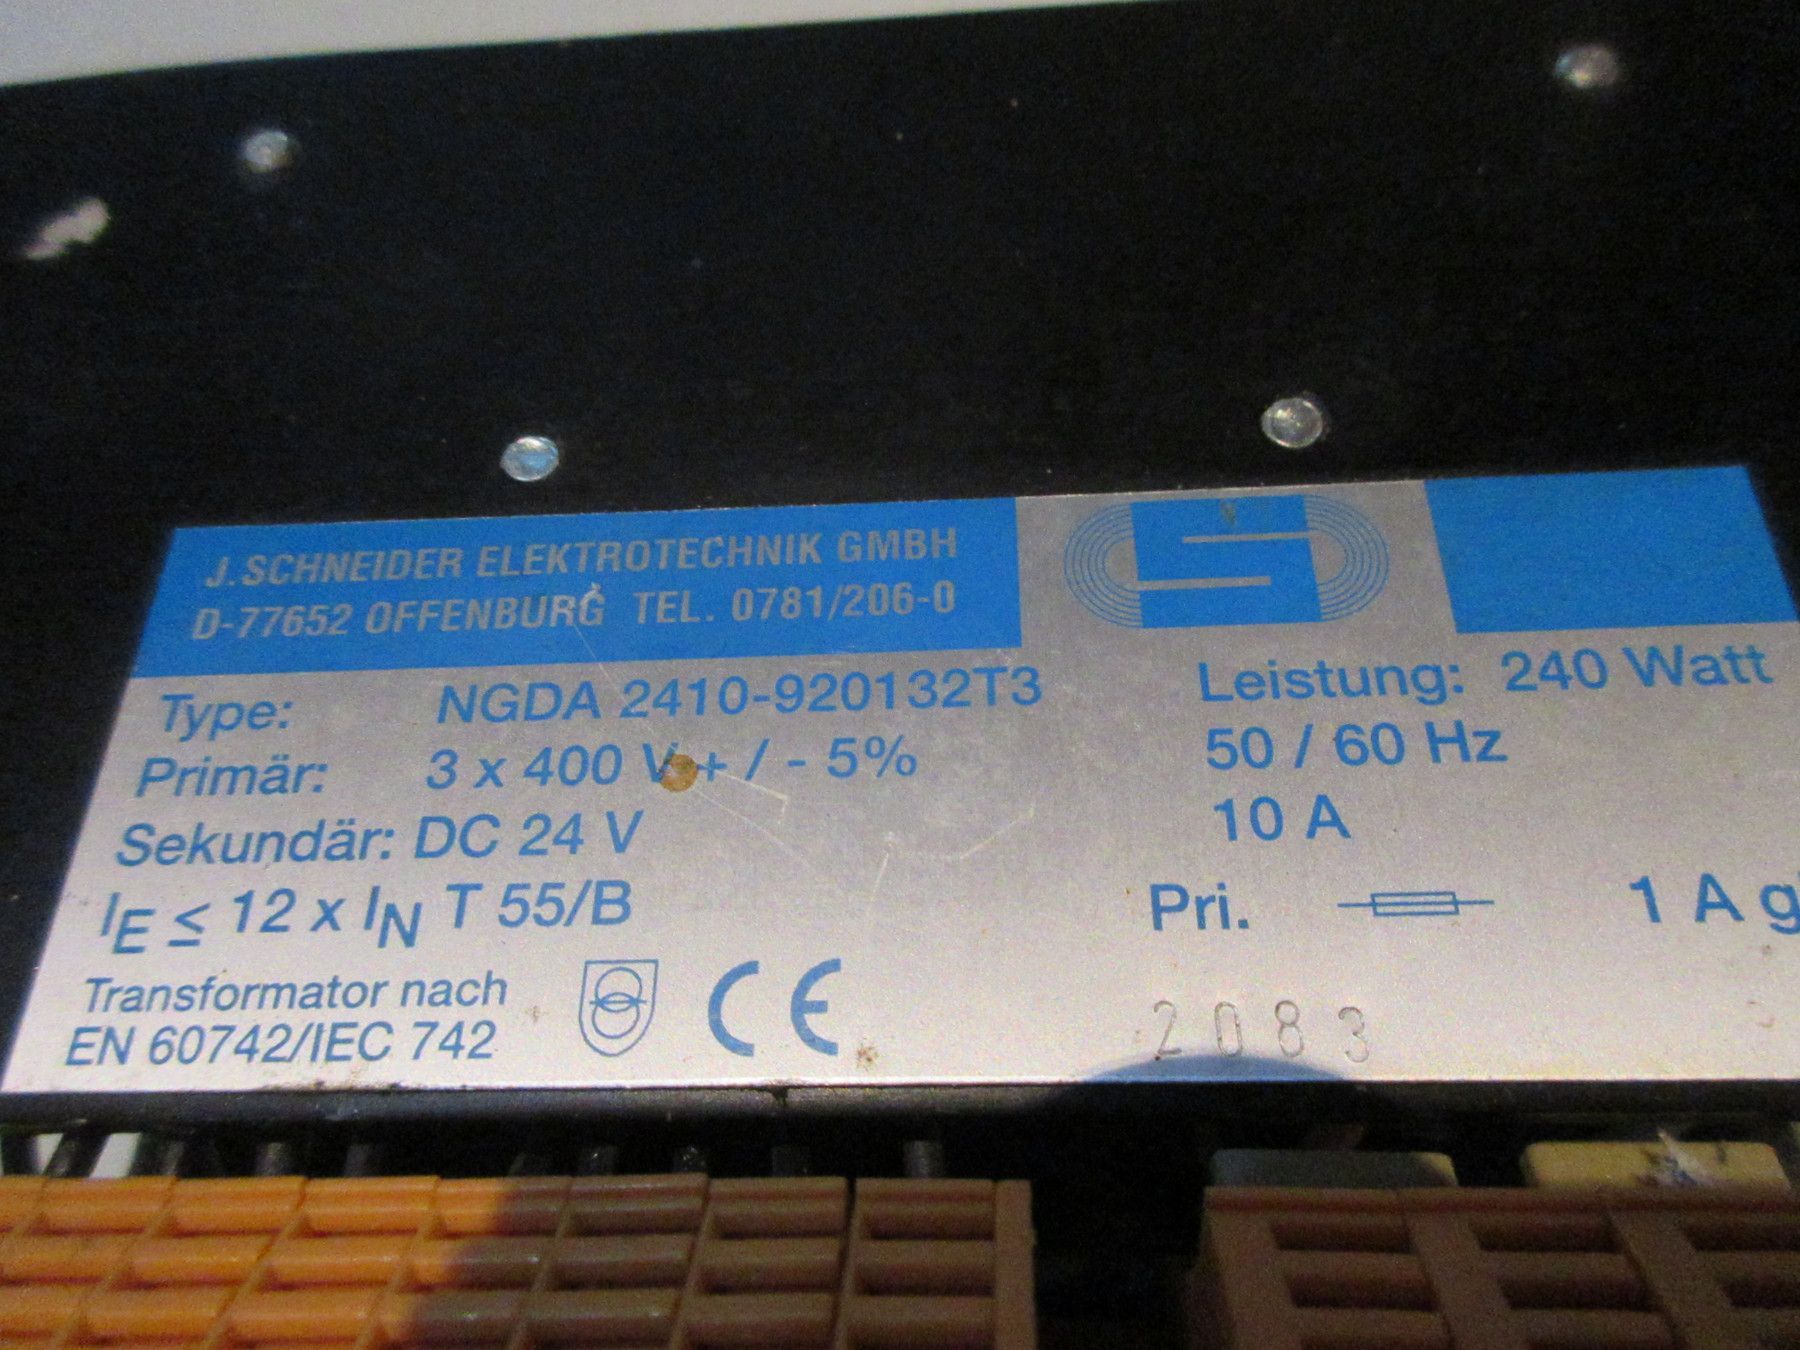 J. SCHNEIDER ELEKTROTECHNIK GMBH
D-77652 OFFENBURG TEL. 0781/206-0
Type: NGDA 2410-920132T3 Leistung: 240 Watt
Primär: 3 x 400 V + / - 5% 50 / 60 Hz
Sekundär: DC 24 V 10 A
IE ≤ 12 x IN T 55/B Pri. 1 A
Transformator nach
EN 60742/IEC 742 CE 2083